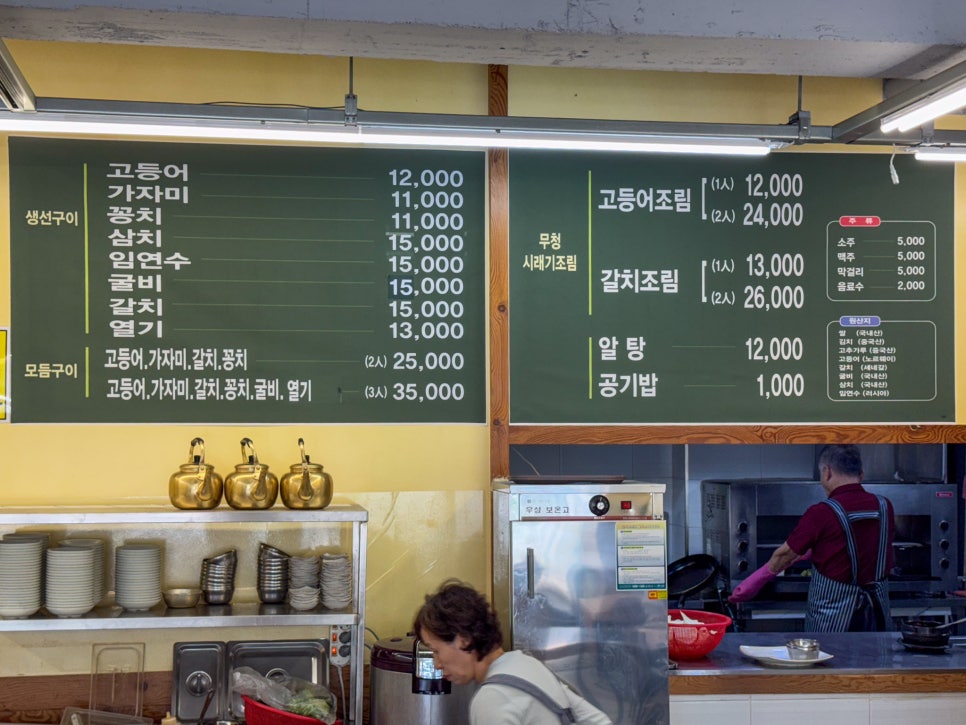 생선구이
고등어 12,000
가자미 11,000
꽁치 11,000
삼치 15,000
임연수 15,000
굴비 15,000
갈치 15,000
열기 13,000
모듬구이
고등어.가자미.갈치.꽁치 (2人) 25,000
고등어.가자미.갈치.꽁치.굴비.열기 (3人) 35,000
무청
시래기조림
고등어조림 (1人) 12,000
(2人) 24,000
갈치조림 (1人) 13,000
(2人) 26,000
알 탕 12,000
공기밥 1,000
주 류
소주 5,000
맥주 5,000
막걸리 5,000
음료수 2,000
원산지
쌀 (국내산)
김치 (중국산)
고추가루 (중국산)
고등어 (노르웨이)
갈치 (세네갈)
굴비 (국내산)
삼치 (국내산)
임연수 (러시아)
우성 보온고